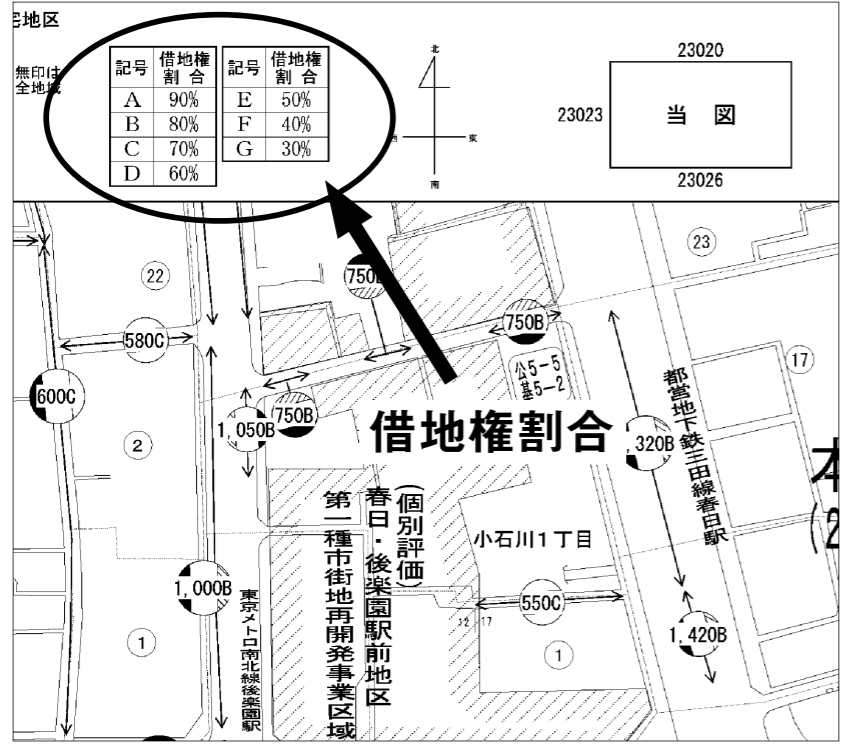 宅地区
無印は
全地域
記号 借地権割合 記号 借地権割合
A 90% E 50%
B 80% F 40%
C 70% G 30%
D 60%
北
西 東
南
23020
23023 当図
23026
23
22
750B
750B
580C
公5-5
基5-2
17
600C
1,050B
750B
借地権割合
,320B
都営地下鉄三田線春日駅
2
本
(2
(個別評価)
春日・後楽園駅前地区
第一種市街地再開発事業区域
小石川1丁目
1,000B
東京メトロ南北線後楽園駅
550C
12 17
1,420B
1
1